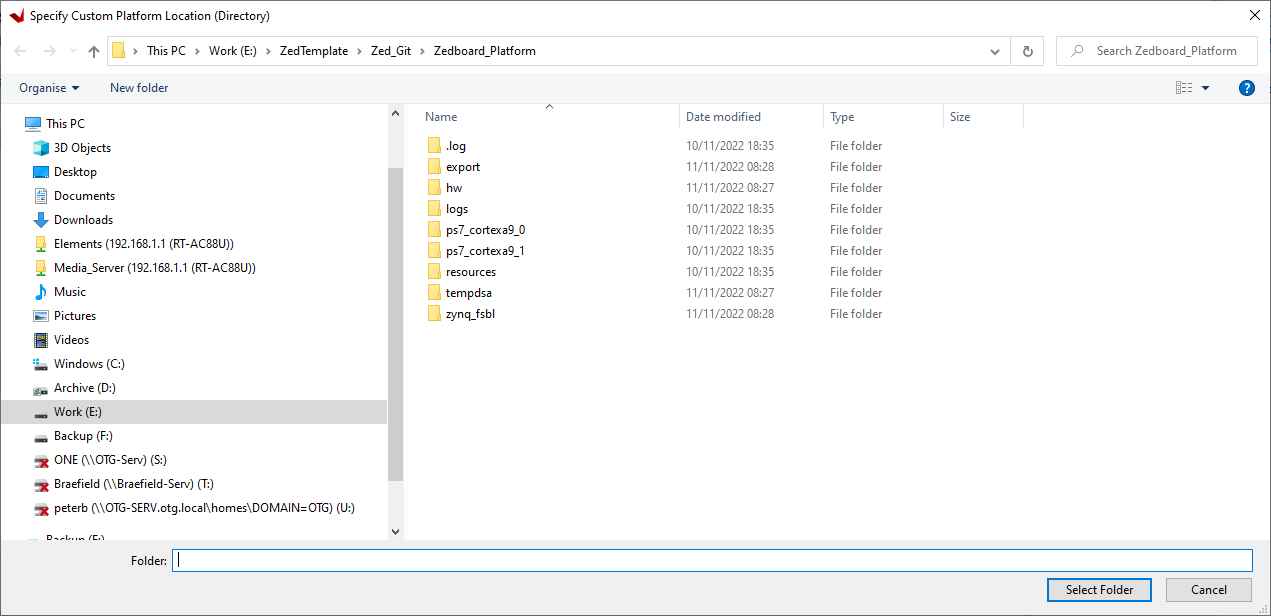 Specify Custom Platform Location (Directory)
This PC › Work (E:) › ZedTemplate › Zed_Git › Zedboard_Platform
Search Zedboard_Platform
Organise New folder
?
This PC
3D Objects
Desktop
Documents
Downloads
Elements (192.168.1.1 (RT-AC88U))
Media_Server (192.168.1.1 (RT-AC88U))
Music
Pictures
Videos
Windows (C:)
Archive (D:)
Work (E:)
Backup (F:)
ONE (\\OTG-Serv) (S:)
Braefield (\\Braefield-Serv) (T:)
peterb (\\OTG-SERV.otg.local\homes\DOMAIN=OTG) (U:)
Backup (F:)
Name Date modified Type Size
.log 10/11/2022 18:35 File folder
export 11/11/2022 08:28 File folder
hw 11/11/2022 08:27 File folder
logs 10/11/2022 18:35 File folder
ps7_cortexa9_0 10/11/2022 18:35 File folder
ps7_cortexa9_1 10/11/2022 18:35 File folder
resources 10/11/2022 18:35 File folder
tempdsa 11/11/2022 08:27 File folder
zynq_fsbl 11/11/2022 08:28 File folder
Folder:
Select Folder Cancel